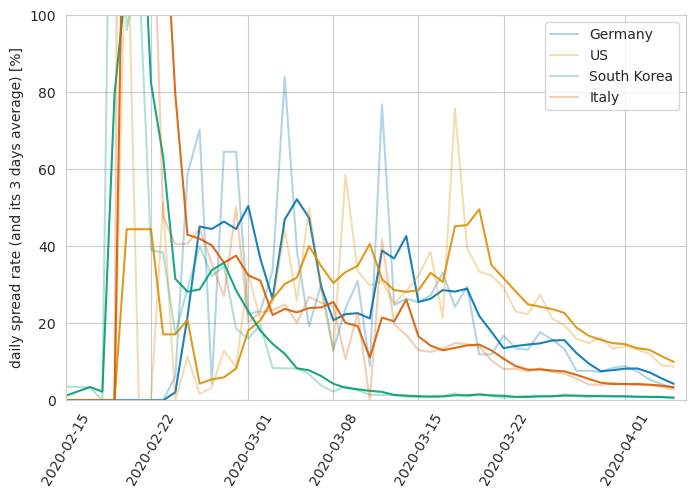 daily spread rate (and its 3 days average) [%]
100
80
60
40
20
0
Germany
US
South Korea
Italy
2020-02-15
2020-02-22
2020-03-01
2020-03-08
2020-03-15
2020-03-22
2020-04-01